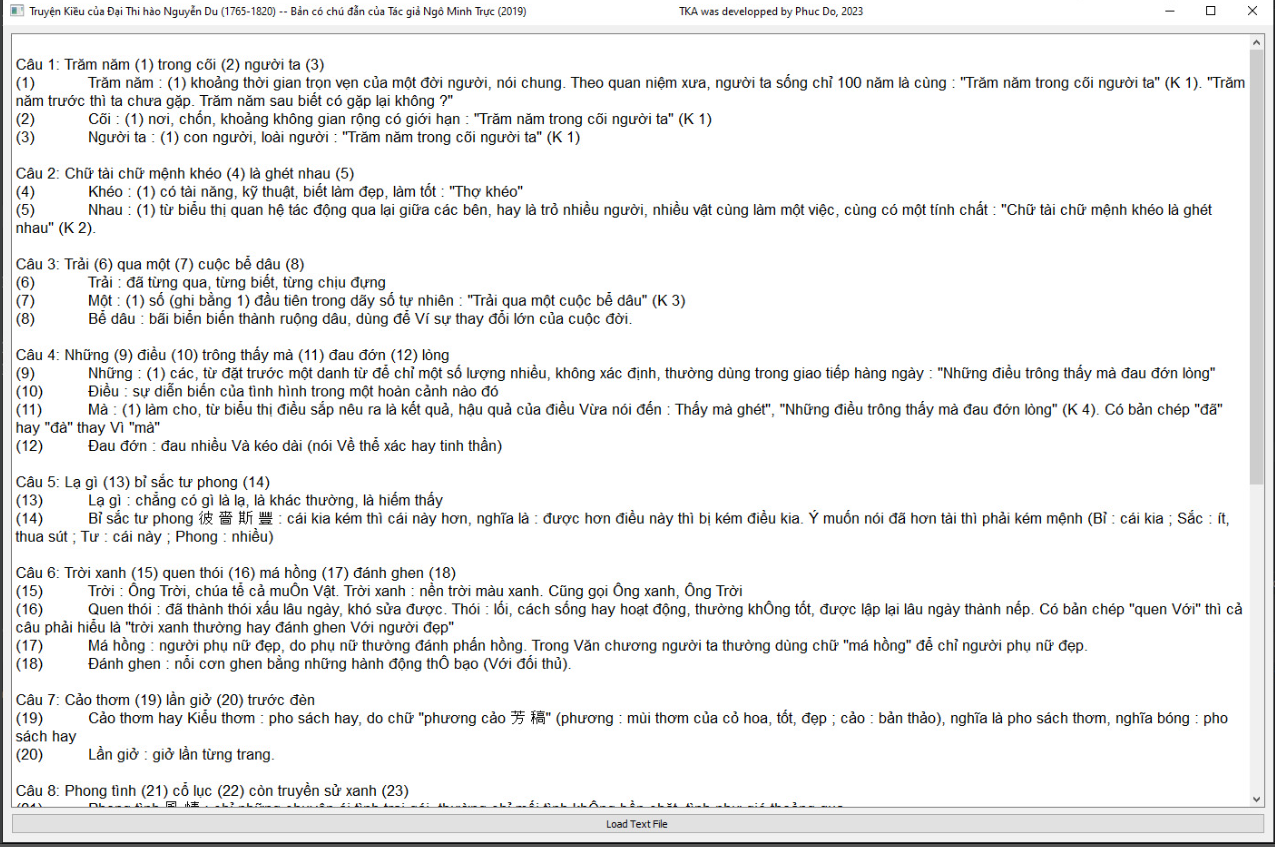 Truyện Kiều của Đại Thi hào Nguyễn Du (1765-1820) -- Bản có chú dẫn của Tác giả Ngô Minh Trực (2019) TKA was developped by Phuc Do, 2023
Câu 1: Trăm năm (1) trong cõi (2) người ta (3)
(1) Trăm năm : (1) khoảng thời gian trọn vẹn của một đời người, nói chung. Theo quan niệm xưa, người ta sống chỉ 100 năm là cùng : "Trăm năm trong cõi người ta" (K 1). "Trăm
năm trước thì ta chưa gặp. Trăm năm sau biết có gặp lại không ?"
(2) Cõi : (1) nơi, chốn, khoảng không gian rộng có giới hạn : "Trăm năm trong cõi người ta" (K 1)
(3) Người ta : (1) con người, loài người : "Trăm năm trong cõi người ta" (K 1)
Câu 2: Chữ tài chữ mệnh khéo (4) là ghét nhau (5)
(4) Khéo : (1) có tài năng, kỹ thuật, biết làm đẹp, làm tốt : "Thợ khéo"
(5) Nhau : (1) từ biểu thị quan hệ tác động qua lại giữa các bên, hay là trỏ nhiều người, nhiều vật cùng làm một việc, cùng có một tính chất : "Chữ tài chữ mệnh khéo là ghét
nhau" (K 2).
Câu 3: Trải (6) qua một (7) cuộc bể dâu (8)
(6) Trải : đã từng qua, từng biết, từng chịu đựng
(7) Một : (1) số (ghi bằng 1) đầu tiên trong dãy số tự nhiên : "Trải qua một cuộc bể dâu" (K 3)
(8) Bể dâu : bãi biển biến thành ruộng dâu, dùng để Ví sự thay đổi lớn của cuộc đời.
Câu 4: Những (9) điều (10) trông thấy mà (11) đau đớn (12) lòng
(9) Những : (1) các, từ đặt trước một danh từ để chỉ một số lượng nhiều, không xác định, thường dùng trong giao tiếp hàng ngày : "Những điều trông thấy mà đau đớn lòng"
(10) Điều : sự diễn biến của tình hình trong một hoàn cảnh nào đó
(11) Mà : (1) làm cho, từ biểu thị điều sắp nêu ra là kết quả, hậu quả của điều Vừa nói đến : Thấy mà ghét", "Những điều trông thấy mà đau đớn lòng" (K 4). Có bản chép "đã"
hay "đà" thay Vì "mà"
(12) Đau đớn : đau nhiều Và kéo dài (nói Về thể xác hay tinh thần)
Câu 5: Lạ gì (13) bỉ sắc tư phong (14)
(13) Lạ gì : chẳng có gì là lạ, là khác thường, là hiếm thấy
(14) Bỉ sắc tư phong 彼 嗇 斯 豐 : cái kia kém thì cái này hơn, nghĩa là : được hơn điều này thì bị kém điều kia. Ý muốn nói đã hơn tài thì phải kém mệnh (Bỉ : cái kia ; Sắc : ít,
thua sút ; Tư : cái này ; Phong : nhiều)
Câu 6: Trời xanh (15) quen thói (16) má hồng (17) đánh ghen (18)
(15) Trời : Ông Trời, chúa tể cả muÔn Vật. Trời xanh : nền trời màu xanh. Cũng gọi Ông xanh, Ông Trời
(16) Quen thói : đã thành thói xấu lâu ngày, khó sửa được. Thói : lối, cách sống hay hoạt động, thường khÔng tốt, được lập lại lâu ngày thành nếp. Có bản chép "quen Với" thì cả
câu phải hiểu là "trời xanh thường hay đánh ghen Với người đẹp"
(17) Má hồng : người phụ nữ đẹp, do phụ nữ thường đánh phấn hồng. Trong Văn chương người ta thường dùng chữ "má hồng" để chỉ người phụ nữ đẹp.
(18) Đánh ghen : nổi cơn ghen bằng những hành động thÔ bạo (Với đối thủ).
Câu 7: Cảo thơm (19) lần giở (20) trước đèn
(19) Cảo thơm hay Kiểu thơm : pho sách hay, do chữ "phương cảo 芳 稿" (phương : mùi thơm của cỏ hoa, tốt, đẹp ; cảo : bản thảo), nghĩa là pho sách thơm, nghĩa bóng : pho
sách hay
(20) Lần giở : giở lần từng trang.
Câu 8: Phong tình (21) cổ lục (22) còn truyền sử xanh (23)
Load Text File